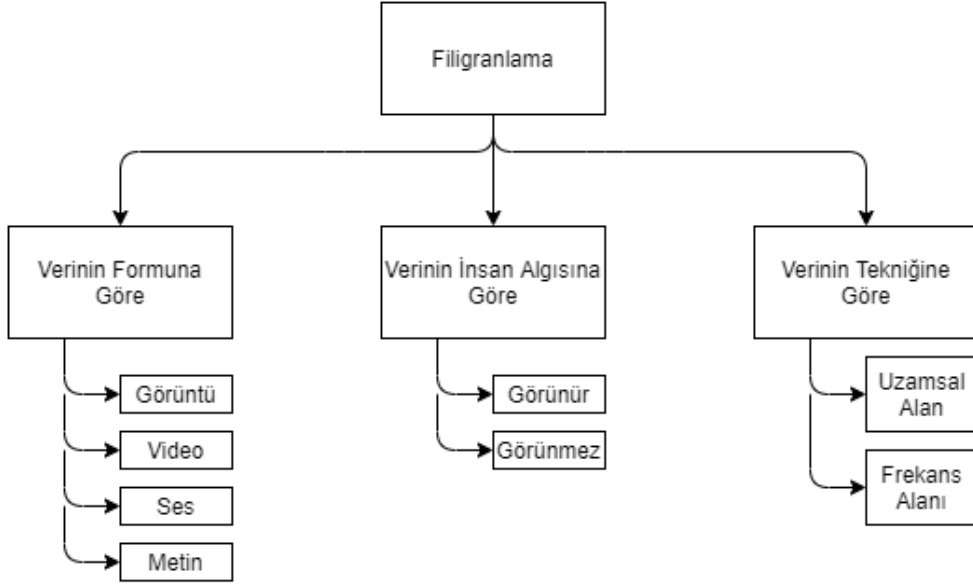 Filigranlama
Verinin Formuna
Göre
Verinin İnsan Algısına
Göre
Verinin Tekniğine
Göre
Görüntü
Video
Ses
Metin
Görünür
Görünmez
Uzamsal
Alan
Frekans
Alanı